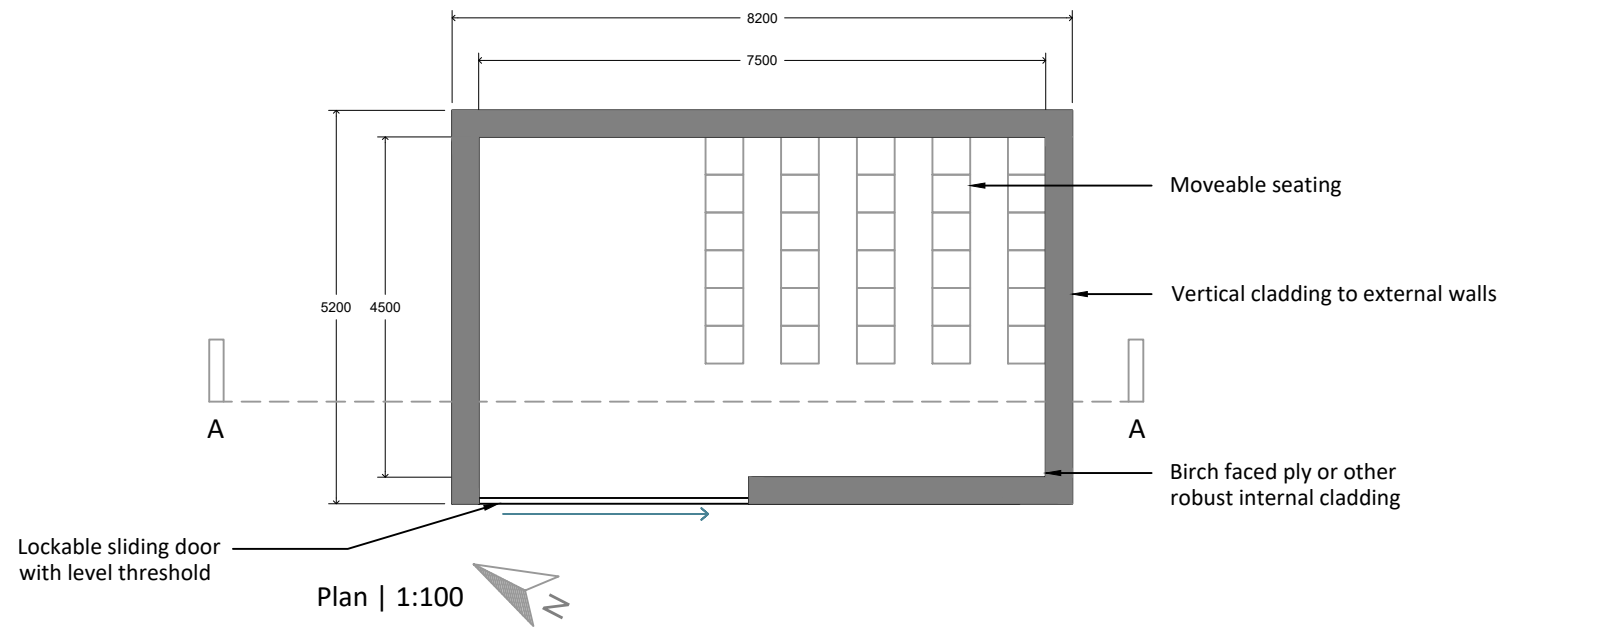 8200
7500
Moveable seating
Vertical cladding to external walls
5200
4500
A
A
Birch faced ply or other
robust internal cladding
Lockable sliding door
with level threshold
Plan | 1:100
N